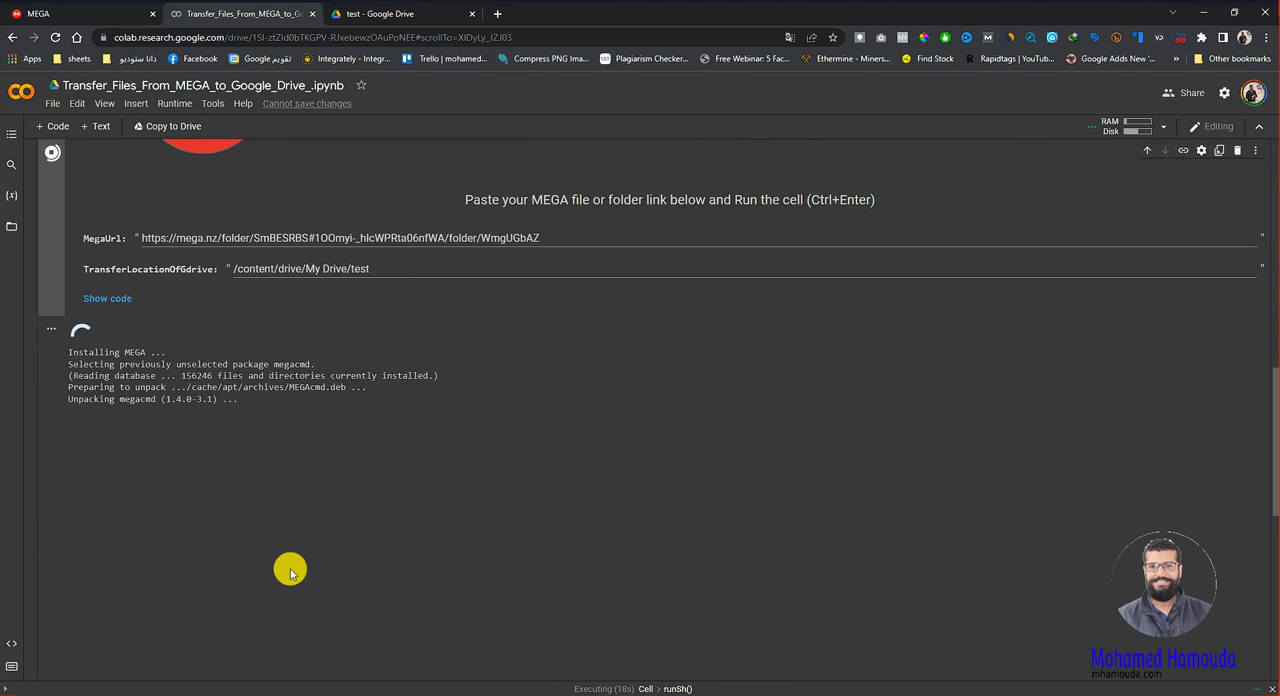 MEGA
Transfer_Files_From_MEGA_to_Go
test - Google Drive
colab.research.google.com/drive/1SI-ztZld0bTKGPV-RJxebewzOAuPoNEE#scrollTo=XIDyLy_JZJ03
Apps
sheets
دانا ستوديو
Facebook
تقويم Google
Integrately - Integr...
Trello | mohamed...
Compress PNG Ima...
Plagiarism Checker...
Free Webinar: 5 Pag...
Ethermine - Miners...
Find Stock
Rapidtags | YouTub...
Google Adds New '...
»
Other bookmarks
Transfer_Files_From_MEGA_to_Google_Drive_.ipynb
File Edit View Insert Runtime Tools Help Cannot save changes
Share
+ Code + Text Copy to Drive
RAM
Disk
Editing
Paste your MEGA file or folder link below and Run the cell (Ctrl+Enter)
MegaUrl: " https://mega.nz/folder/SmBESRBS#1OOmyi-_hlcWPRta06nfWA/folder/WmgUGbAZ "
TransferLocationOfGdrive: " /content/drive/My Drive/test "
Show code
Installing MEGA ...
Selecting previously unselected package megacmd.
(Reading database ... 156246 files and directories currently installed.)
Preparing to unpack .../cache/apt/archives/MEGAcmd.deb ...
Unpacking megacmd (1.4.0-3.1) ...
Mohamed Hamouda
mhamouda.com
Executing (18s) Cell > runSh()